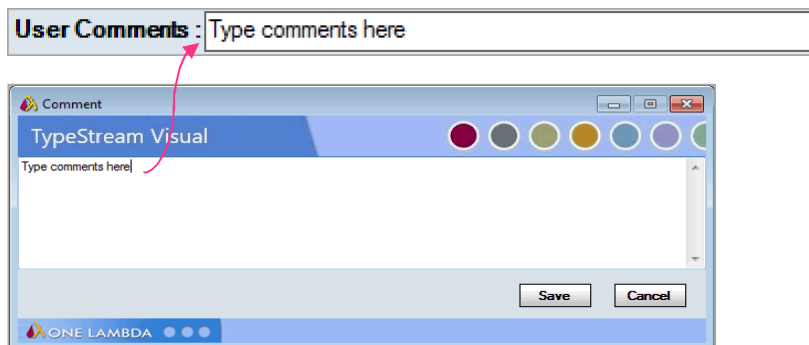 User Comments : Type comments here
Comment
TypeStream Visual
Type comments here
Save Cancel
ONE LAMBDA